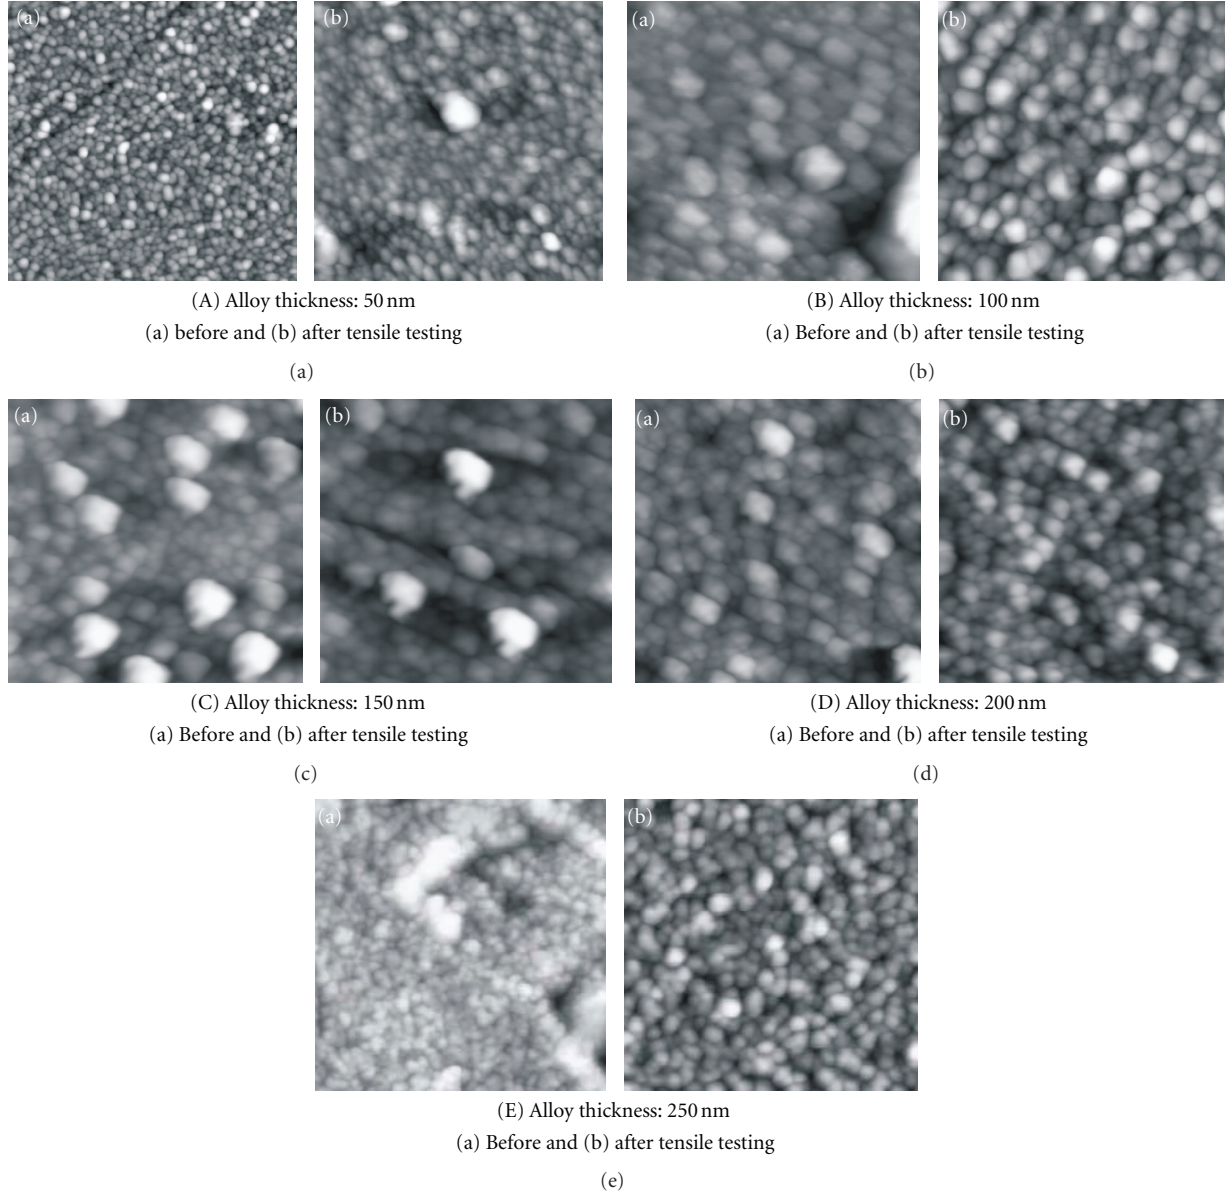 (a)
(b)
(a)
(b)
(A) Alloy thickness: 50 nm
(a) before and (b) after tensile testing
(a)
(B) Alloy thickness: 100 nm
(a) Before and (b) after tensile testing
(b)
(a)
(b)
(a)
(b)
(C) Alloy thickness: 150 nm
(a) Before and (b) after tensile testing
(c)
(D) Alloy thickness: 200 nm
(a) Before and (b) after tensile testing
(d)
(a)
(b)
(E) Alloy thickness: 250 nm
(a) Before and (b) after tensile testing
(e)